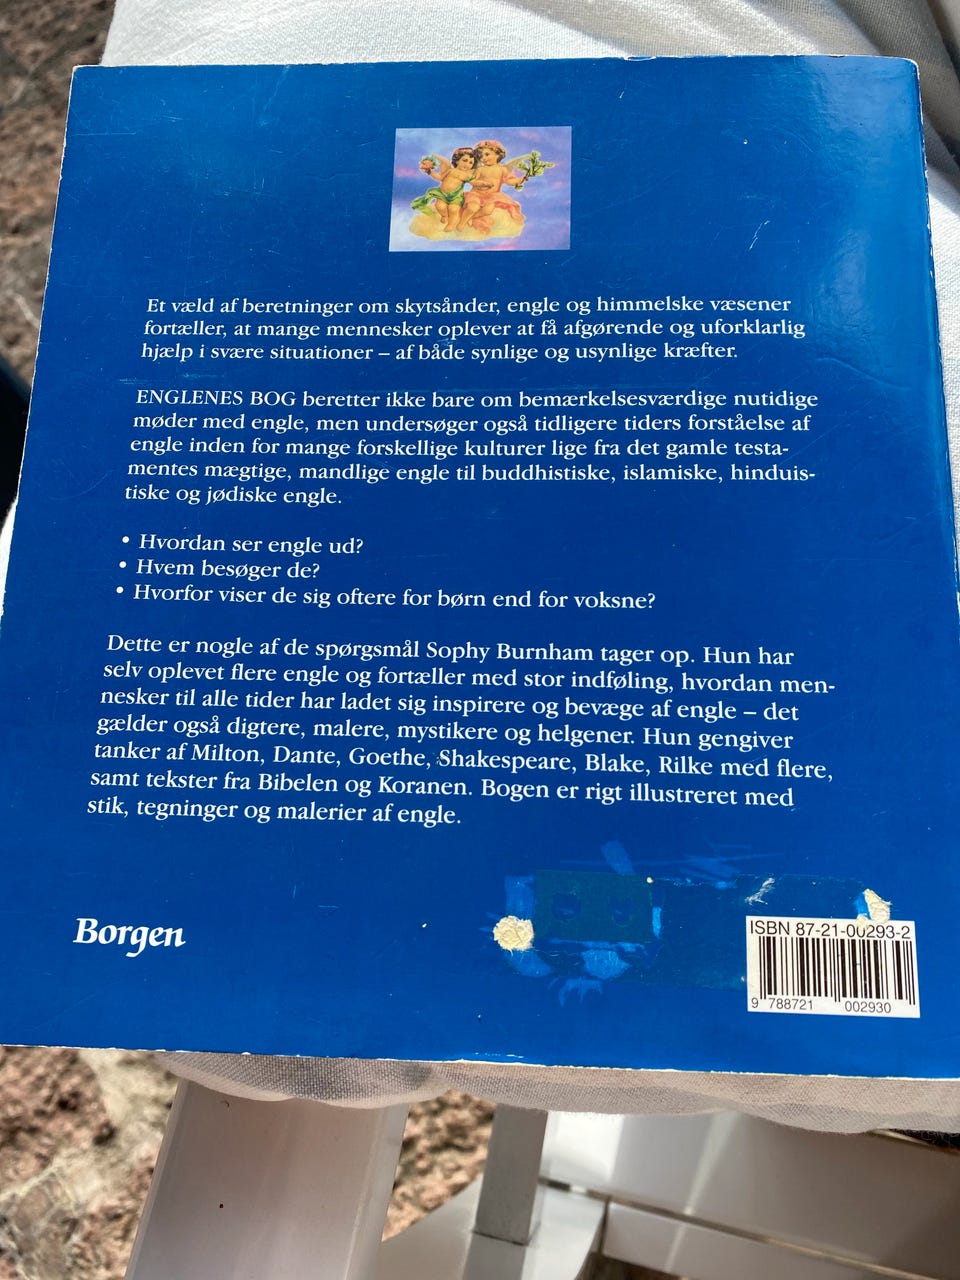 Et væld af beretninger om skytsånder, engle og himmelske væsener
fortæller, at mange mennesker oplever at få afgørende og uforklarlig
hjælp i svære situationer – af både synlige og usynlige kræfter.
ENGLENES BOG beretter ikke bare om bemærkelsesværdige nutidige
møder med engle, men undersøger også tidligere tiders forståelse af
engle inden for mange forskellige kulturer lige fra det gamle testa-
mentes mægtige, mandlige engle til buddhistiske, islamiske, hinduis-
tiske og jødiske engle.
• Hvordan ser engle ud?
• Hvem besøger de?
• Hvorfor viser de sig oftere for børn end for voksne?
Dette er nogle af de spørgsmål Sophy Burnham tager op. Hun har
selv oplevet flere engle og fortæller med stor indføling, hvordan men-
nesker til alle tider har ladet sig inspirere og bevæge af engle – det
gælder også digtere, malere, mystikere og helgener. Hun gengiver
tanker af Milton, Dante, Goethe, Shakespeare, Blake, Rilke med flere,
samt tekster fra Bibelen og Koranen. Bogen er rigt illustreret med
stik, tegninger og malerier af engle.
Borgen
ISBN 87-21-00293-2
9 788721 002930